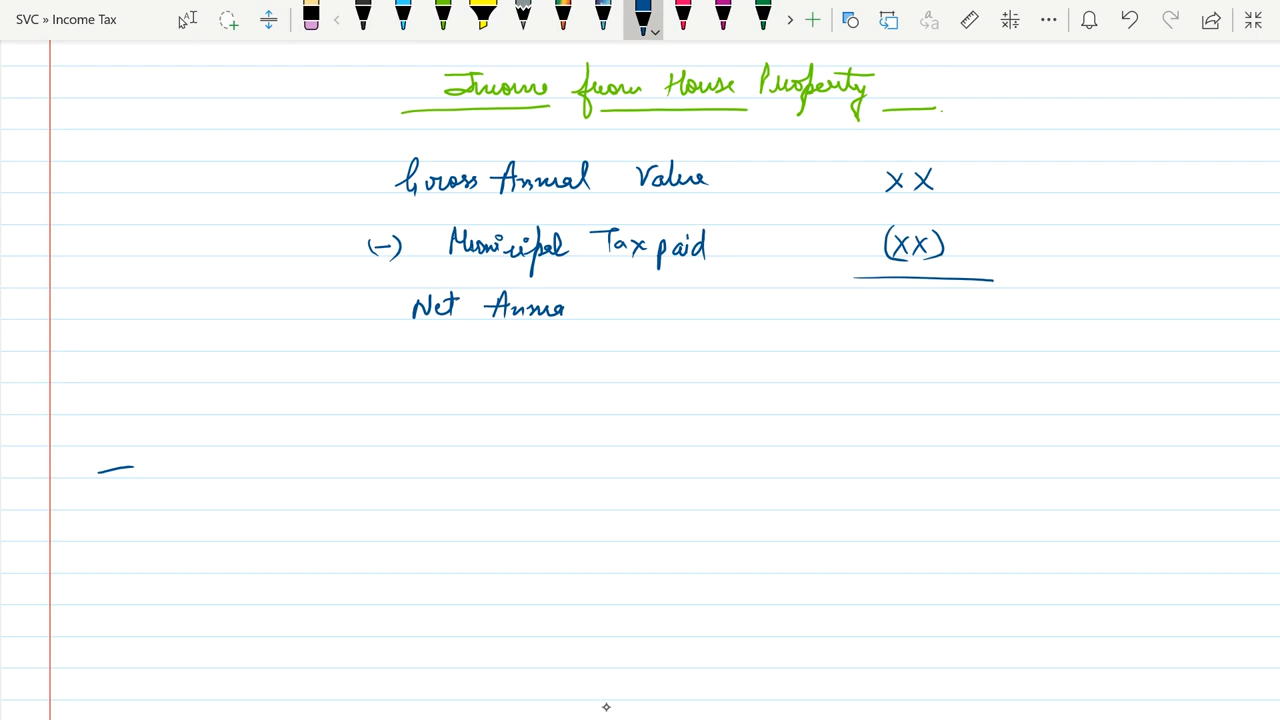 SVC » Income Tax
Income from House Property
Gross Annual Value XX
(-) Municipal Tax paid (XX)
Net Annua